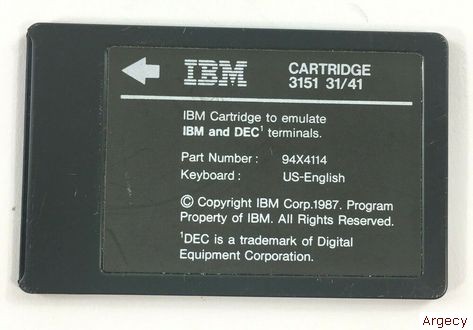 IBM CARTRIDGE
3151 31/41
IBM Cartridge to emulate
IBM and DEC¹ terminals.
Part Number : 94X4114
Keyboard : US-English
© Copyright IBM Corp.1987. Program
Property of IBM. All Rights Reserved.
¹DEC is a trademark of Digital
Equipment Corporation.
Argecy